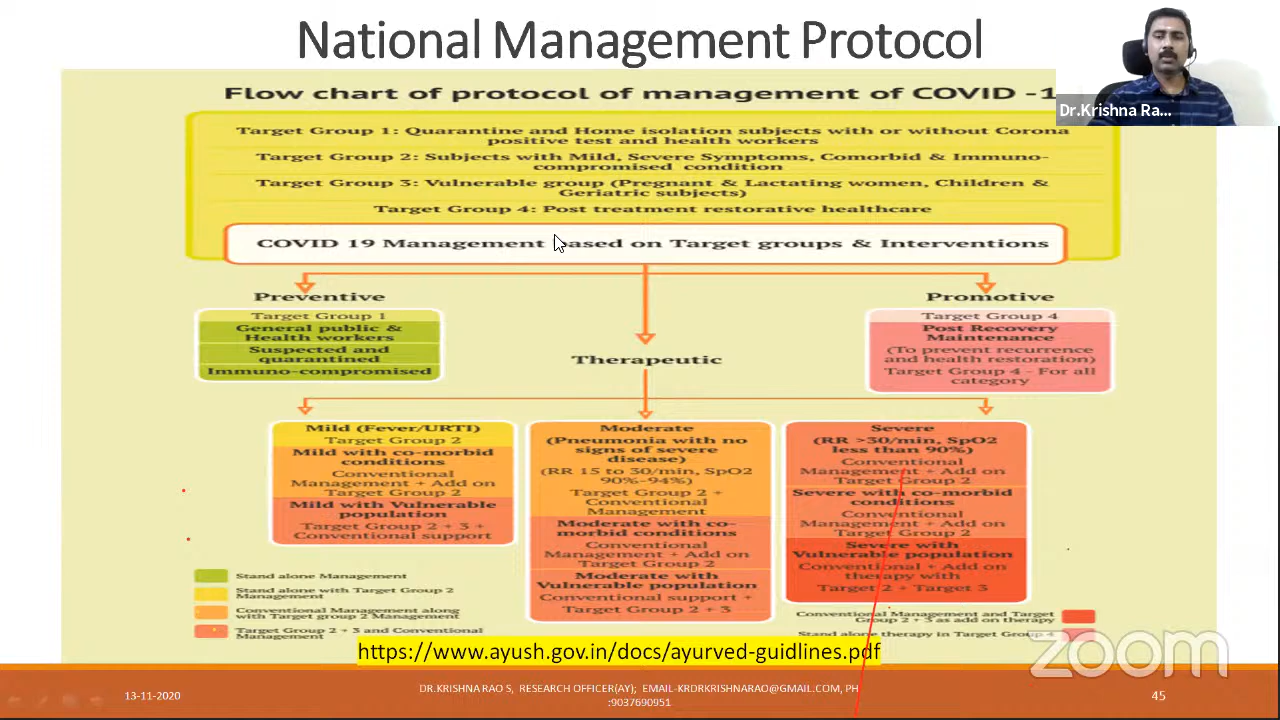 National Management Protocol
Dr.Krishna Ra...
Flow chart of protocol of management of COVID -1
Target Group 1: Quarantine and Home isolation subjects with or without Corona
positive test and health workers
Target Group 2: Subjects with Mild, Severe Symptoms, Comorbid & Immuno-
compromised condition
Target Group 3: Vulnerable group (Pregnant & Lactating women, Children &
Geriatric subjects)
Target Group 4: Post treatment restorative healthcare
COVID 19 Management based on Target groups & Interventions
Preventive
Target Group 1
General public &
Health workers
Suspected and
quarantined
Immuno-compromised
Therapeutic
Promotive
Target Group 4
Post Recovery
Maintenance
(To prevent recurrence
and health restoration)
Target Group 4 - For all
category
Mild (Fever/URTI)
Target Group 2
Mild with co-morbid
conditions
Conventional
Management + Add on
Target Group 2
Mild with Vulnerable
population
Target Group 2 + 3 +
Conventional support
Moderate
(Pneumonia with no
signs of severe
disease)
(RR 15 to 30/min, SpO2
90%-94%)
Target Group 2 +
Conventional
Management
Moderate with co-
morbid conditions
Conventional
Management + Add on
Target Group 2
Moderate with
Vulnerable population
Conventional support +
Target Group 2 + 3
Severe
(RR >30/min, SpO2
less than 90%)
Conventional
Management + Add on
Target Group 2
Severe with co-morbid
conditions
Conventional
Management + Add on
Target Group 2
Severe with
Vulnerable population
Conventional + Add on
therapy with
Target 2 + Target 3
Stand alone Management
Stand alone with Target Group 2
Management
Conventional Management along
with Target group 2 Management
Target Group 2 + 3 and Conventional
Management
Conventional Management and Target
Group 2 + 3 as add on therapy
Stand alone therapy in Target Group 4
https://www.ayush.gov.in/docs/ayurved-guidlines.pdf
zoom
13-11-2020
DR.KRISHNA RAO S, RESEARCH OFFICER(AY); EMAIL-KRDRKRISHNARAO@GMAIL.COM, PH
:9037690951
45